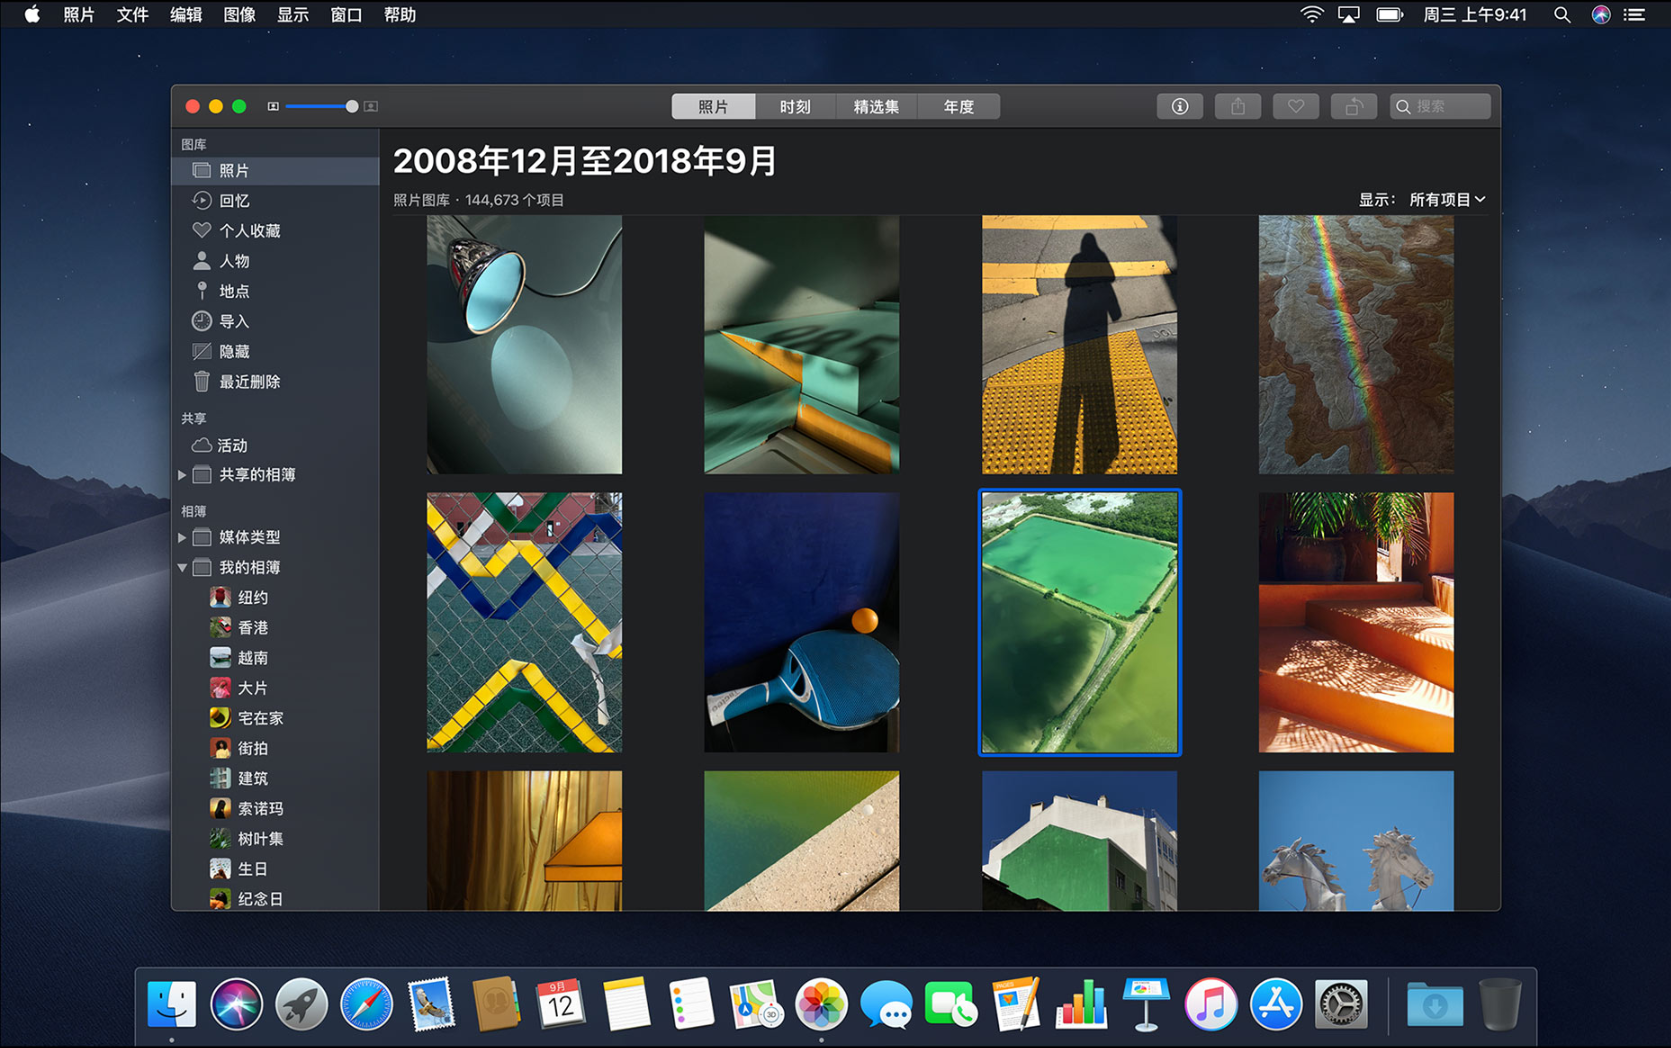 照片 文件 编辑 图像 显示 窗口 帮助 周三 上午9:41
照片 时刻 精选集 年度 搜索
图库
照片
回忆
个人收藏
人物
地点
导入
隐藏
最近删除
共享
活动
共享的相簿
相簿
媒体类型
我的相簿
纽约
香港
越南
大片
宅在家
街拍
建筑
索诺玛
树叶集
生日
纪念日
2008年12月至2018年9月
照片图库 · 144,673 个项目
显示： 所有项目
9月
12
3D
PAGES